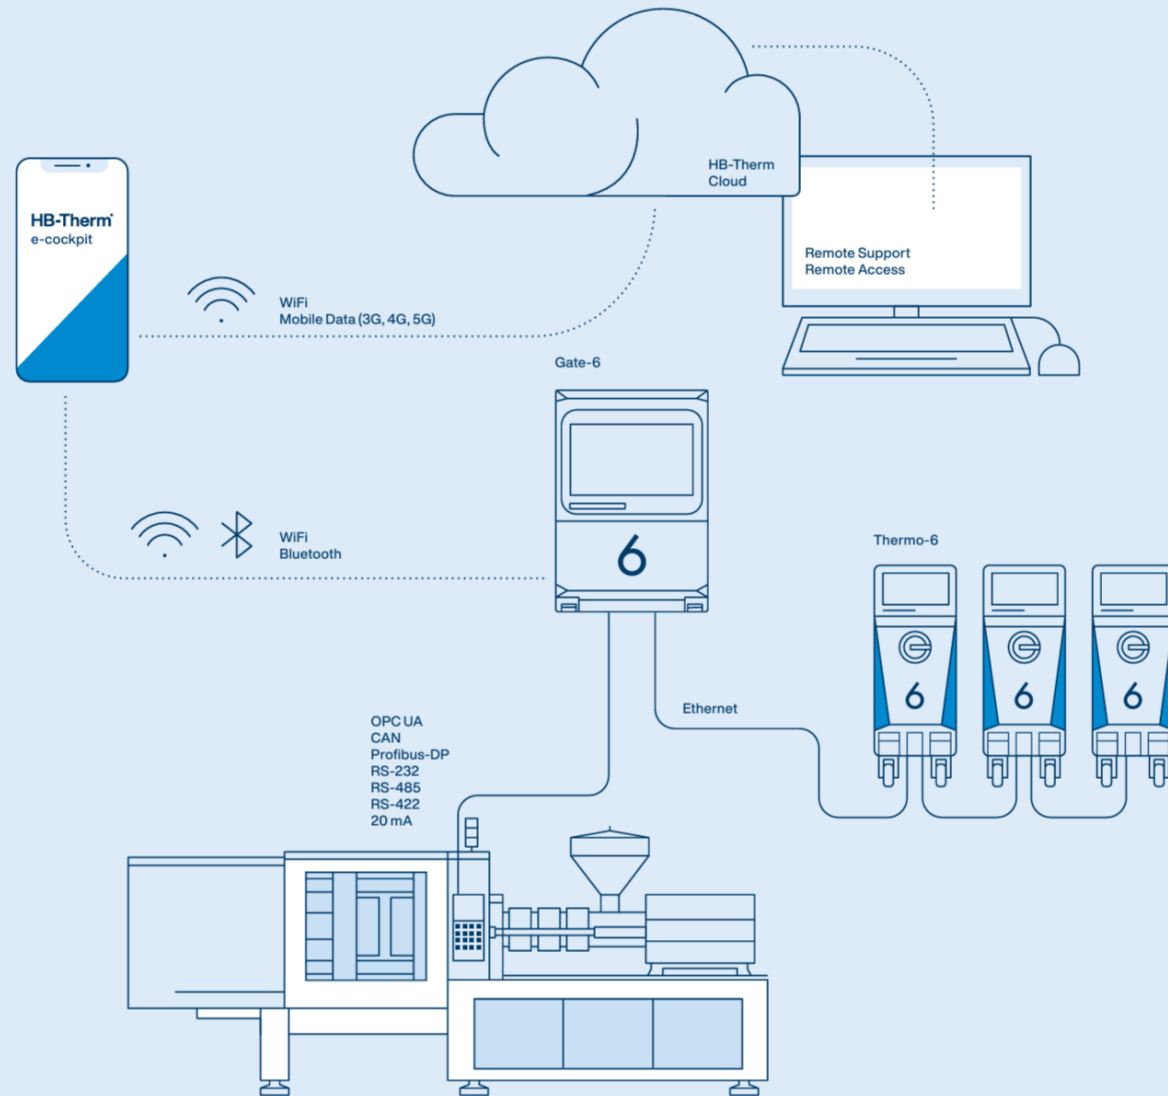 HB-Therm
Cloud
HB-Therm®
e-cockpit
Remote Support
Remote Access
WiFi
Mobile Data (3G, 4G, 5G)
Gate-6
6
WiFi
Bluetooth
Thermo-6
6
6
6
Ethernet
OPC UA
CAN
Profibus-DP
RS-232
RS-485
RS-422
20 mA